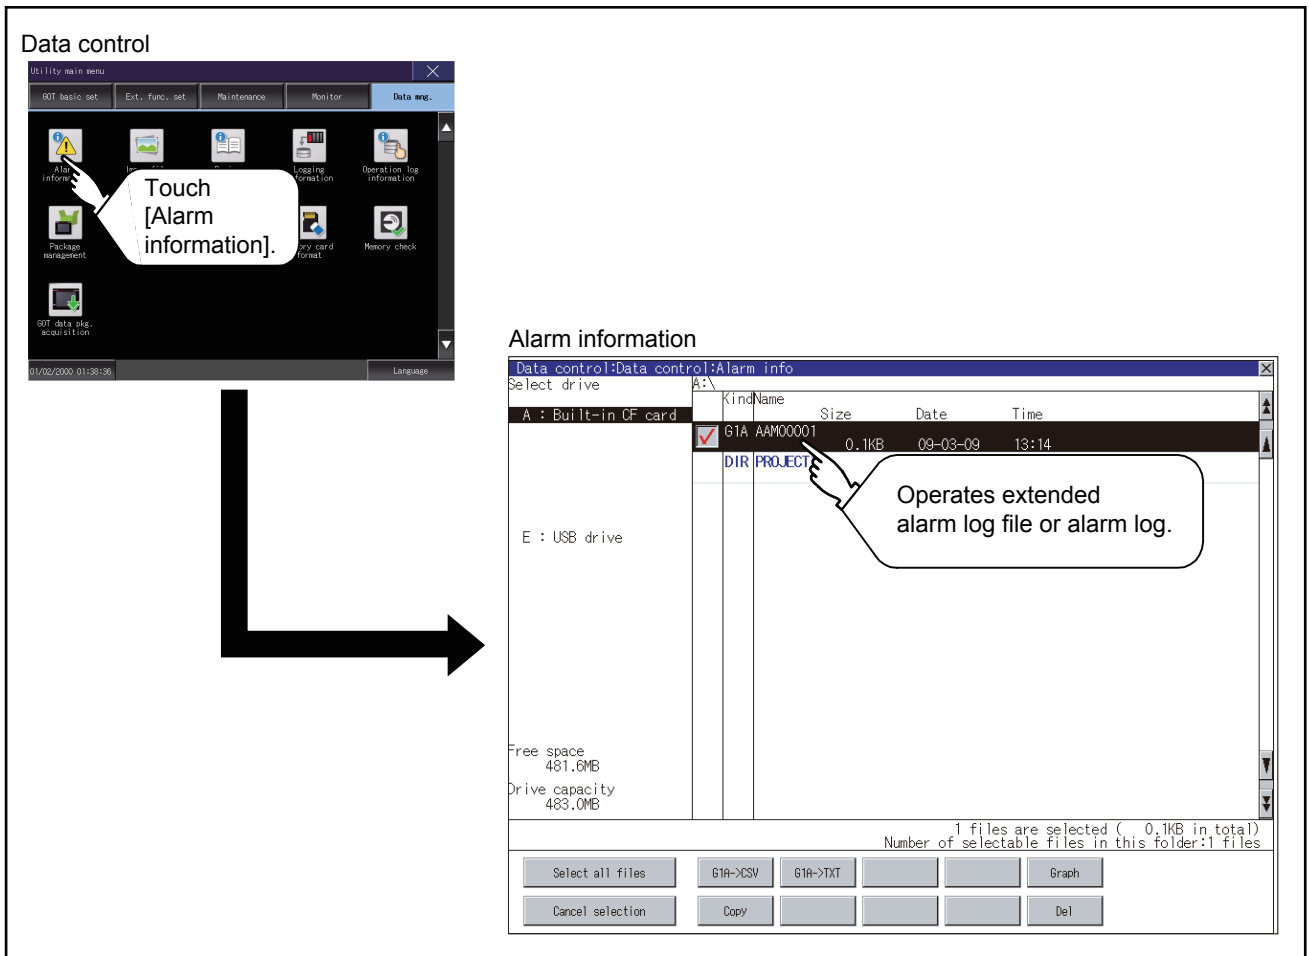 Data control
Utility main menu
GOT basic set Ext. func. set Maintenance Monitor Data mng.
Operation log
information
Logging
Touch
[Alarm
information].
Package
management
card
format
Memory check
GOT data pkg.
acquisition
01/02/2000 01:38:36 Language
Alarm information
Data control:Data control:Alarm info
Select drive A:\
Kind Name
Size Date Time
A : Built-in CF card
G1A AAM00001
0.1KB 09-03-09 13:14
DIR PROJECT
Operates extended
alarm log file or alarm log.
E : USB drive
Free space
481.6MB
Drive capacity
483.0MB
1 files are selected ( 0.1KB in total)
Number of selectable files in this folder:1 files
Select all files G1A->CSV G1A->TXT Graph
Cancel selection Copy Del